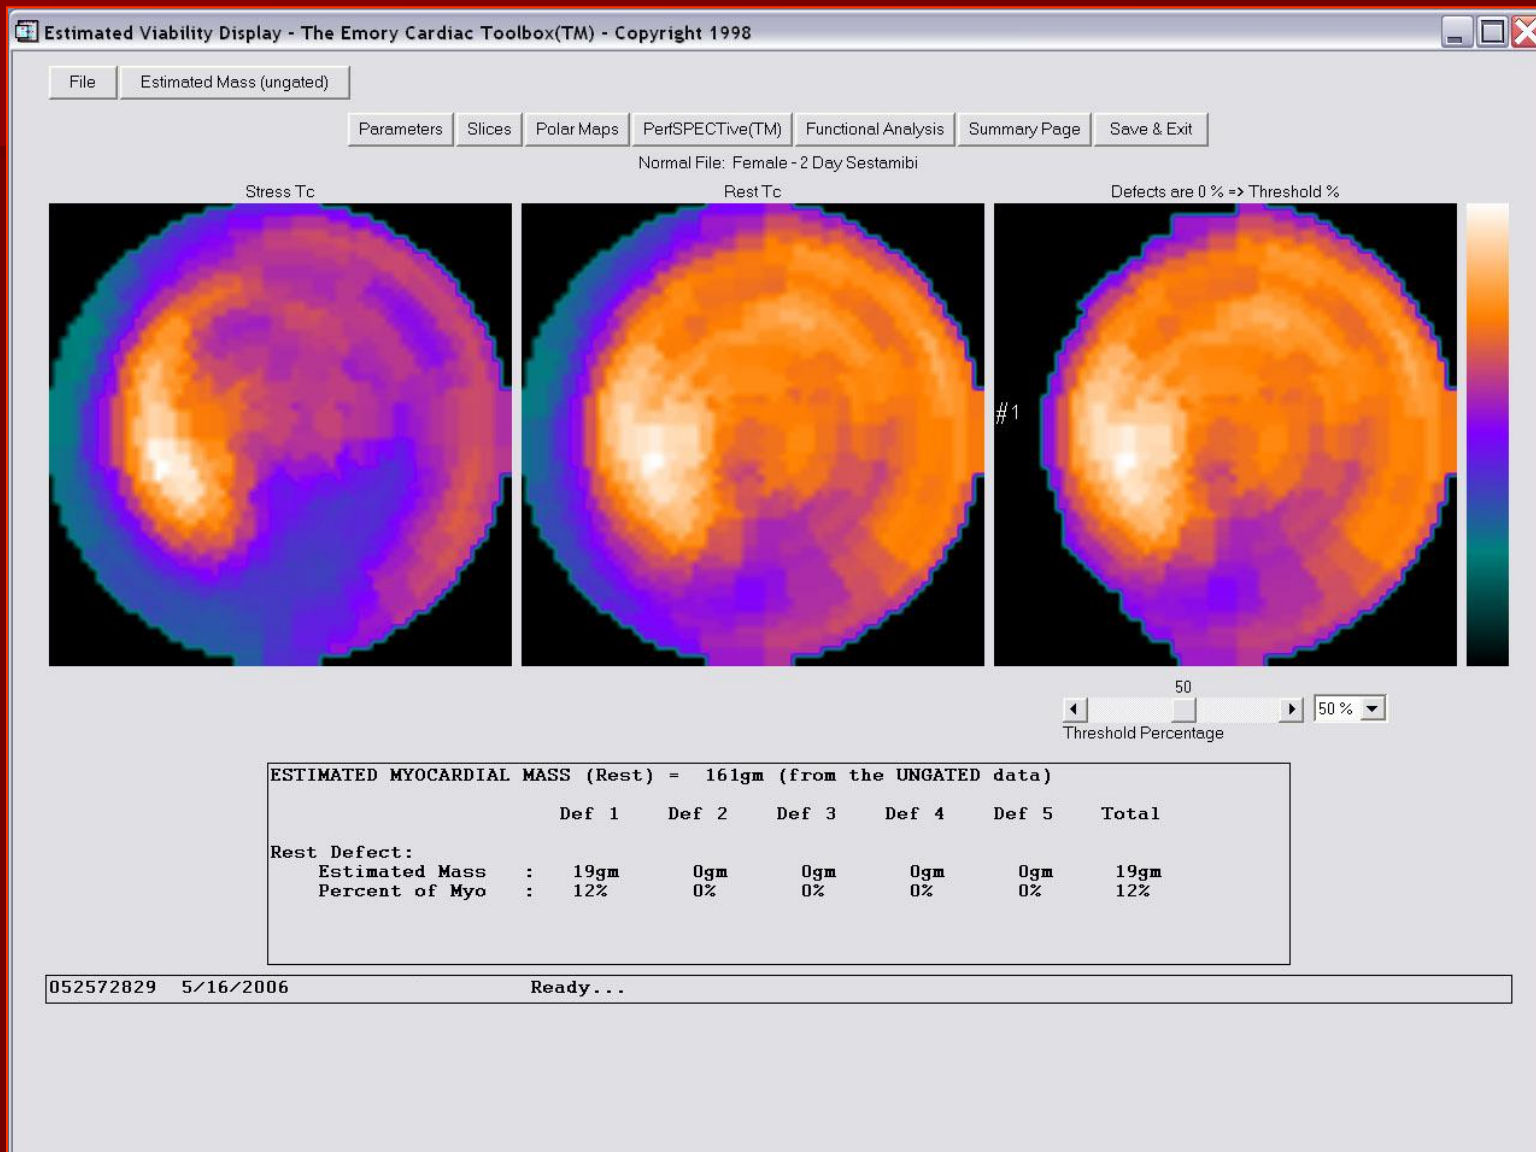 Estimated Viability Display - The Emory Cardiac Toolbox(TM) - Copyright 1998
File Estimated Mass (ungated)
Parameters Slices Polar Maps PerfSPECTive(TM) Functional Analysis Summary Page Save & Exit
Normal File: Female - 2 Day Sestamibi
Stress Tc Rest Tc Defects are 0 % => Threshold %
#1
50
50 %
Threshold Percentage
ESTIMATED MYOCARDIAL MASS (Rest) = 161gm (from the UNGATED data)
Def 1 Def 2 Def 3 Def 4 Def 5 Total
Rest Defect:
Estimated Mass : 19gm 0gm 0gm 0gm 0gm 19gm
Percent of Myo : 12% 0% 0% 0% 0% 12%
052572829 5/16/2006 Ready...